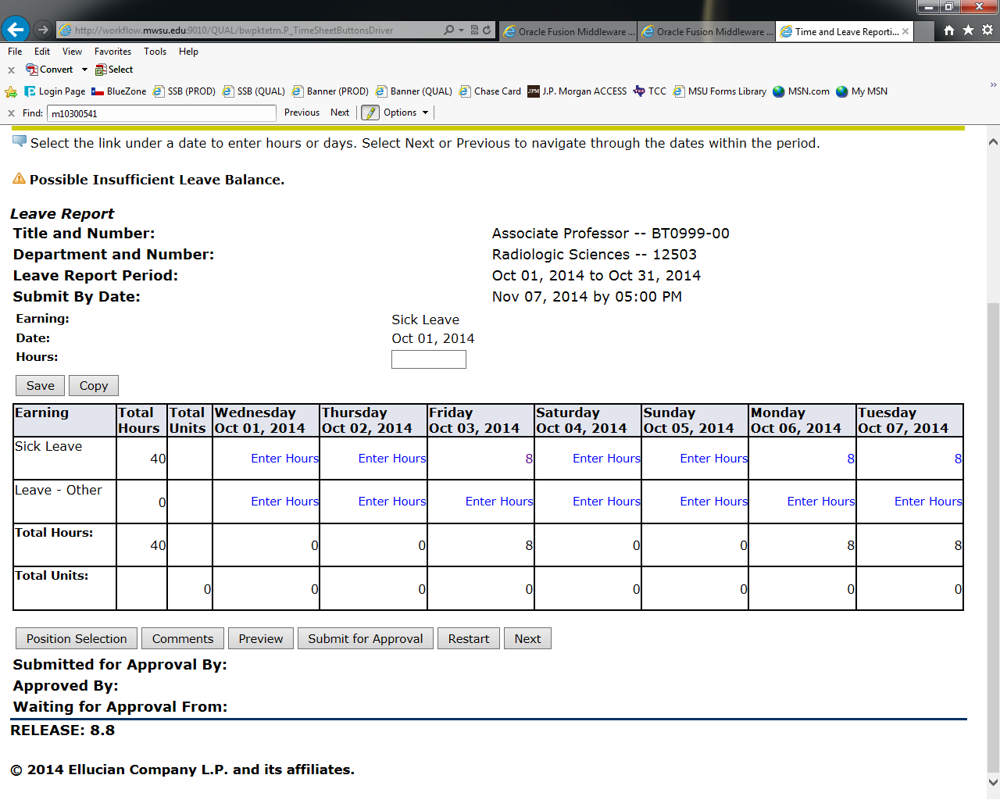 http://workflow.mwsu.edu:9010/QUAL/bwpktetm.P_TimeSheetButtonsDriver
Oracle Fusion Middleware ...
Oracle Fusion Middleware ...
Time and Leave Reporti...
File Edit View Favorites Tools Help
x Convert Select
Login Page BlueZone SSB (PROD) SSB (QUAL) Banner (PROD) Banner (QUAL) Chase Card JPM J.P. Morgan ACCESS TCC MSU Forms Library MSN.com My MSN
x Find: m10300541 Previous Next Options
Select the link under a date to enter hours or days. Select Next or Previous to navigate through the dates within the period.
Possible Insufficient Leave Balance.
Leave Report
Title and Number: Associate Professor -- BT0999-00
Department and Number: Radiologic Sciences -- 12503
Leave Report Period: Oct 01, 2014 to Oct 31, 2014
Submit By Date: Nov 07, 2014 by 05:00 PM
Earning: Sick Leave
Date: Oct 01, 2014
Hours:
Save Copy
Earning Total Hours Total Units Wednesday Oct 01, 2014 Thursday Oct 02, 2014 Friday Oct 03, 2014 Saturday Oct 04, 2014 Sunday Oct 05, 2014 Monday Oct 06, 2014 Tuesday Oct 07, 2014
Sick Leave 40 Enter Hours Enter Hours 8 Enter Hours Enter Hours 8 8
Leave - Other 0 Enter Hours Enter Hours Enter Hours Enter Hours Enter Hours Enter Hours Enter Hours
Total Hours: 40 0 0 8 0 0 8 8
Total Units: 0 0 0 0 0 0 0 0
Position Selection Comments Preview Submit for Approval Restart Next
Submitted for Approval By:
Approved By:
Waiting for Approval From:
RELEASE: 8.8
© 2014 Ellucian Company L.P. and its affiliates.